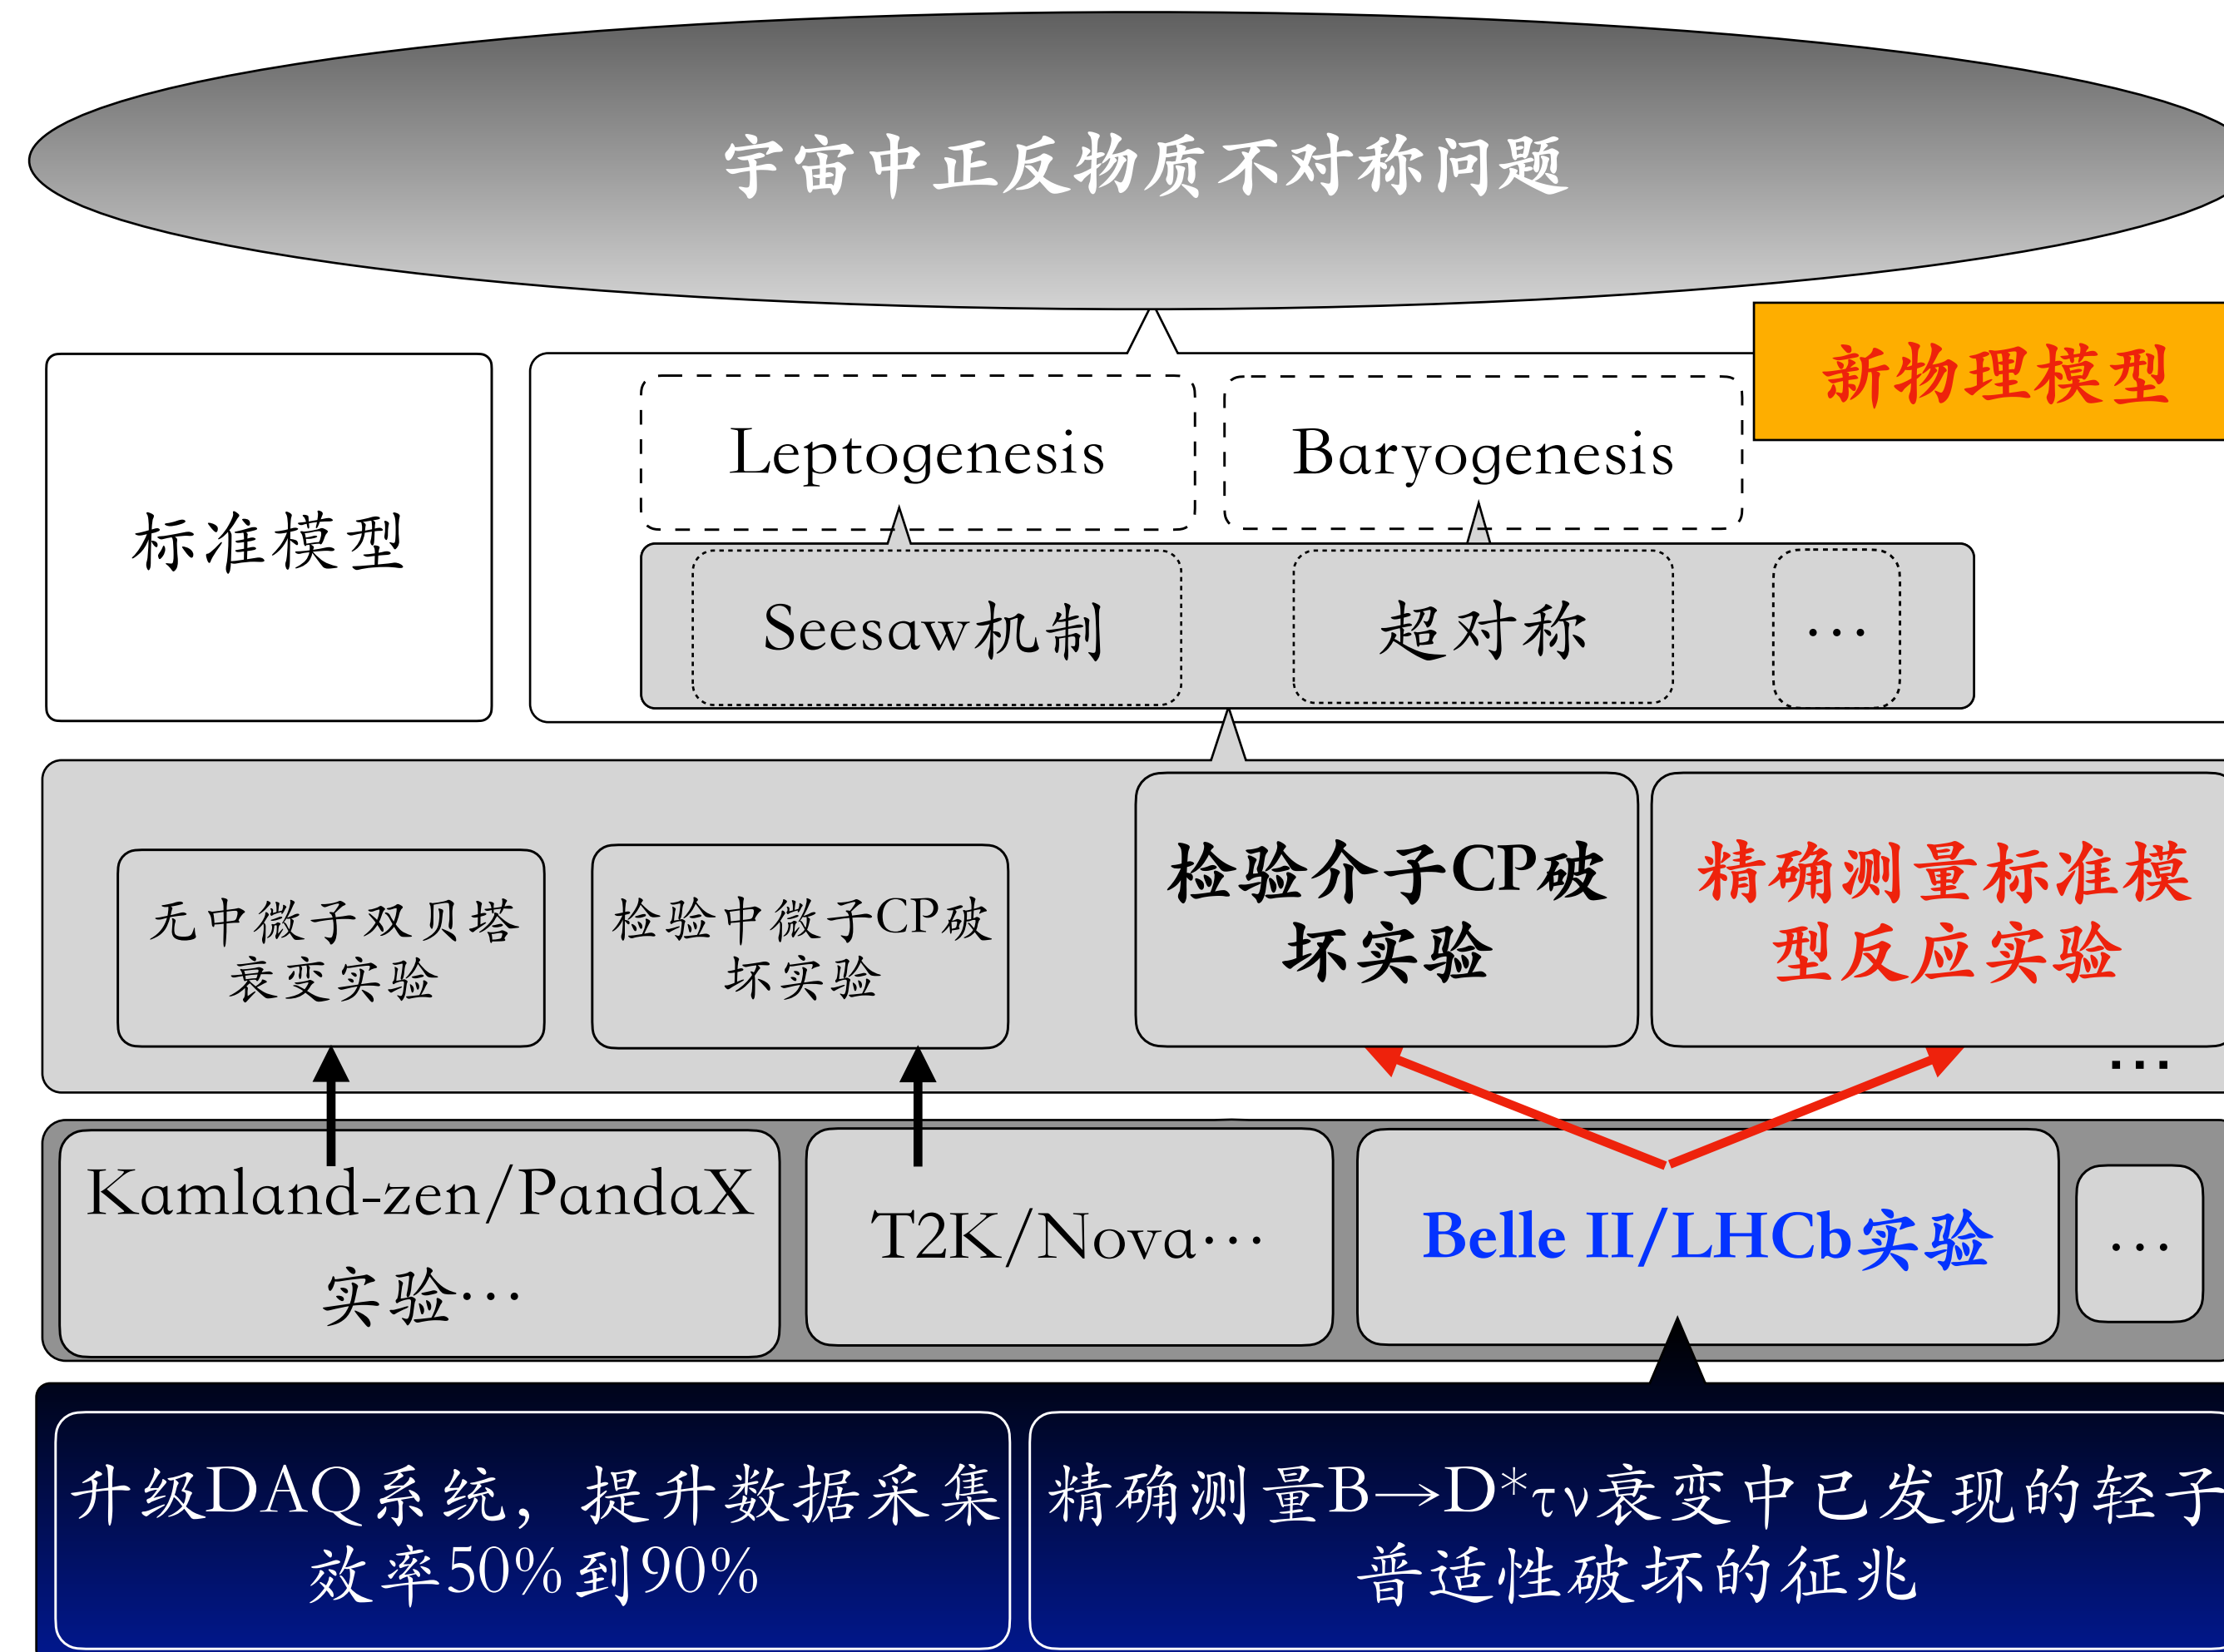 宇宙中正反物质不对称问题
新物理模型
标准模型
Leptogenesis
Baryogenesis
Seesaw机制
超对称
…
无中微子双贝塔
衰变实验
检验中微子CP破
坏实验
检验介子CP破
坏实验
精确测量标准模
型反应实验
…
Kamland-zen/PandaX
实验…
T2K/Nova…
Belle II/LHCb实验
…
升级DAQ系统，提升数据采集
效率50%到90%
精确测量B→D*τν衰变中已发现的轻子
普适性破坏的征兆